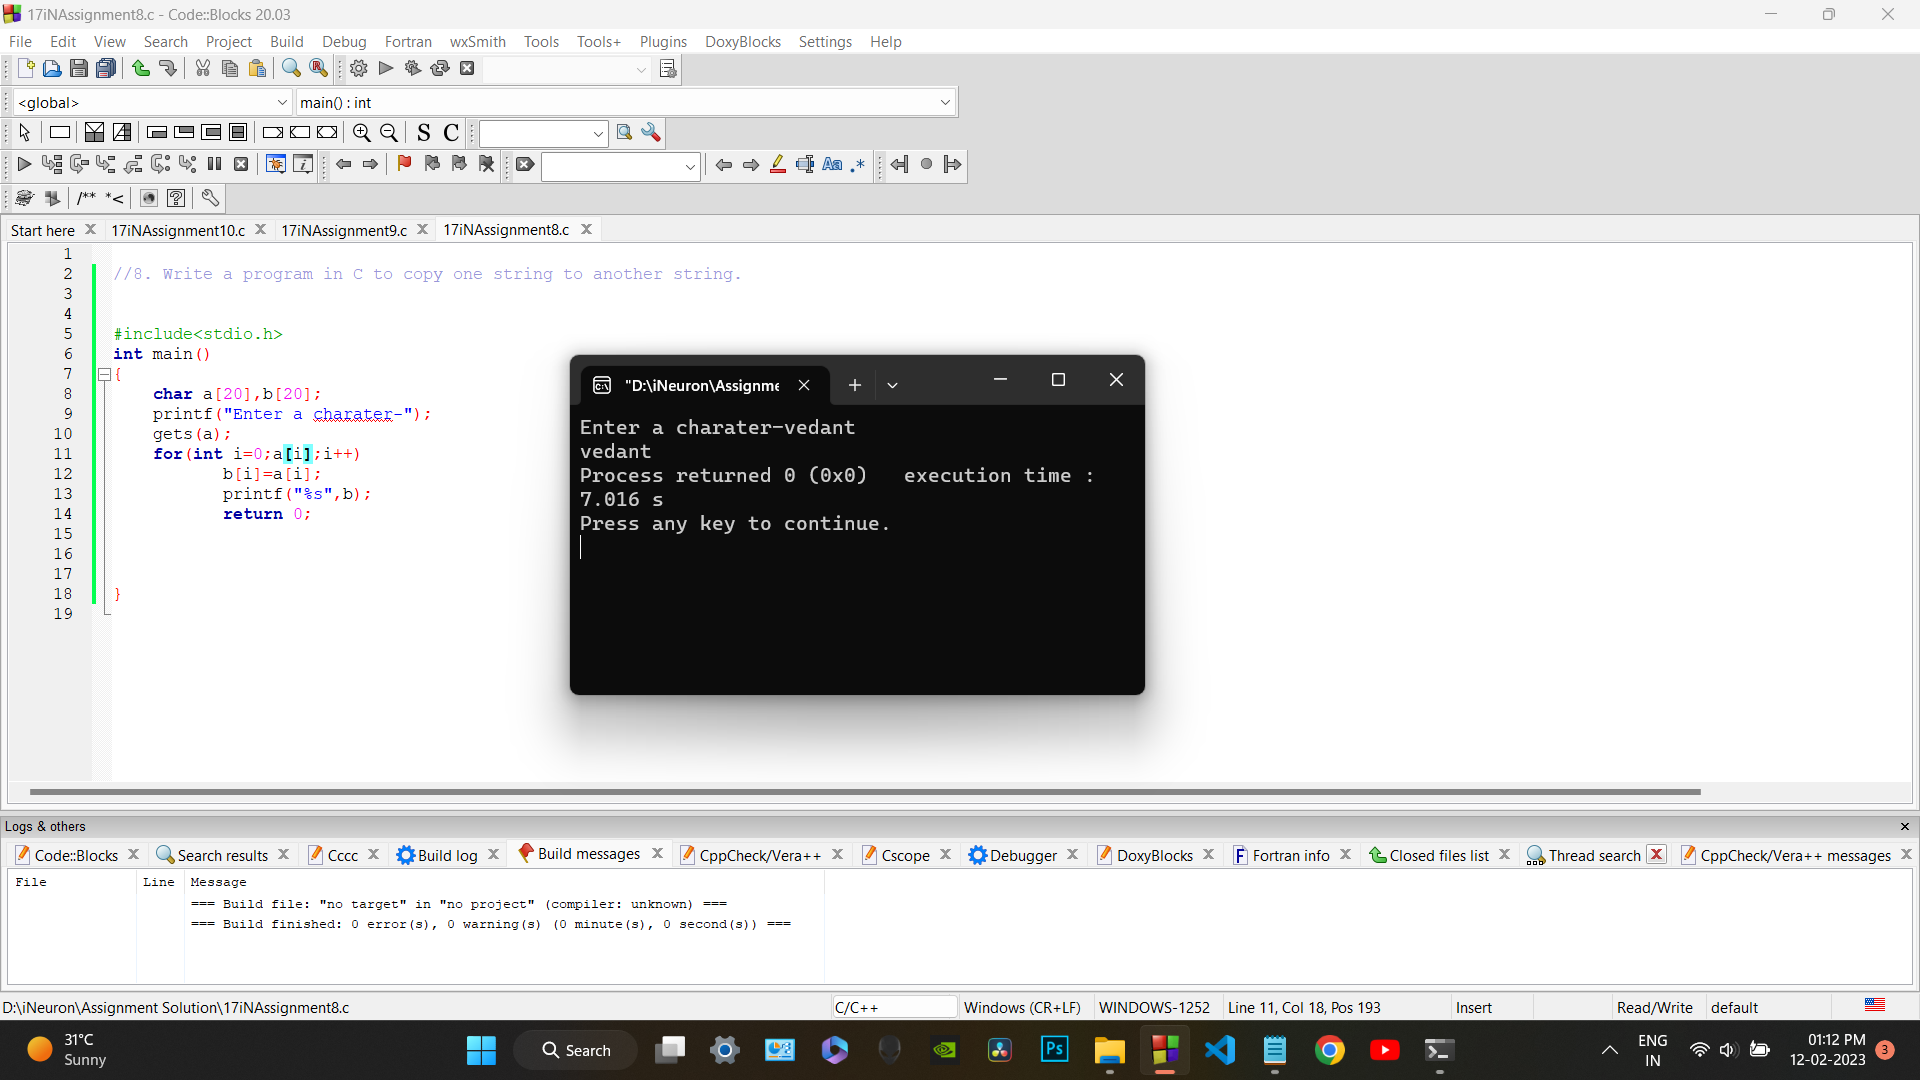 17iNAssignment8.c - Code::Blocks 20.03
File Edit View Search Project Build Debug Fortran wxSmith Tools Tools+ Plugins DoxyBlocks Settings Help
<global> main() : int
S C
Aa .*
/** *<
Start here 17iNAssignment10.c 17iNAssignment9.c 17iNAssignment8.c
1
2 //8. Write a program in C to copy one string to another string.
3
4
5 #include<stdio.h>
6 int main()
7 {
8 char a[20],b[20];
9 printf("Enter a charater-");
10 gets(a);
11 for(int i=0;a[i];i++)
12 b[i]=a[i];
13 printf("%s",b);
14 return 0;
15
16
17
18 }
19
"D:\iNeuron\Assignme
Enter a charater-vedant
vedant
Process returned 0 (0x0) execution time :
7.016 s
Press any key to continue.
Logs & others
Code::Blocks Search results Cccc Build log Build messages CppCheck/Vera++ Cscope Debugger DoxyBlocks Fortran info Closed files list Thread search CppCheck/Vera++ messages
File Line Message
=== Build file: "no target" in "no project" (compiler: unknown) ===
=== Build finished: 0 error(s), 0 warning(s) (0 minute(s), 0 second(s)) ===
D:\iNeuron\Assignment Solution\17iNAssignment8.c C/C++ Windows (CR+LF) WINDOWS-1252 Line 11, Col 18, Pos 193 Insert Read/Write default
31°C
Sunny
Search
Ps
ENG
IN
01:12 PM
12-02-2023
3